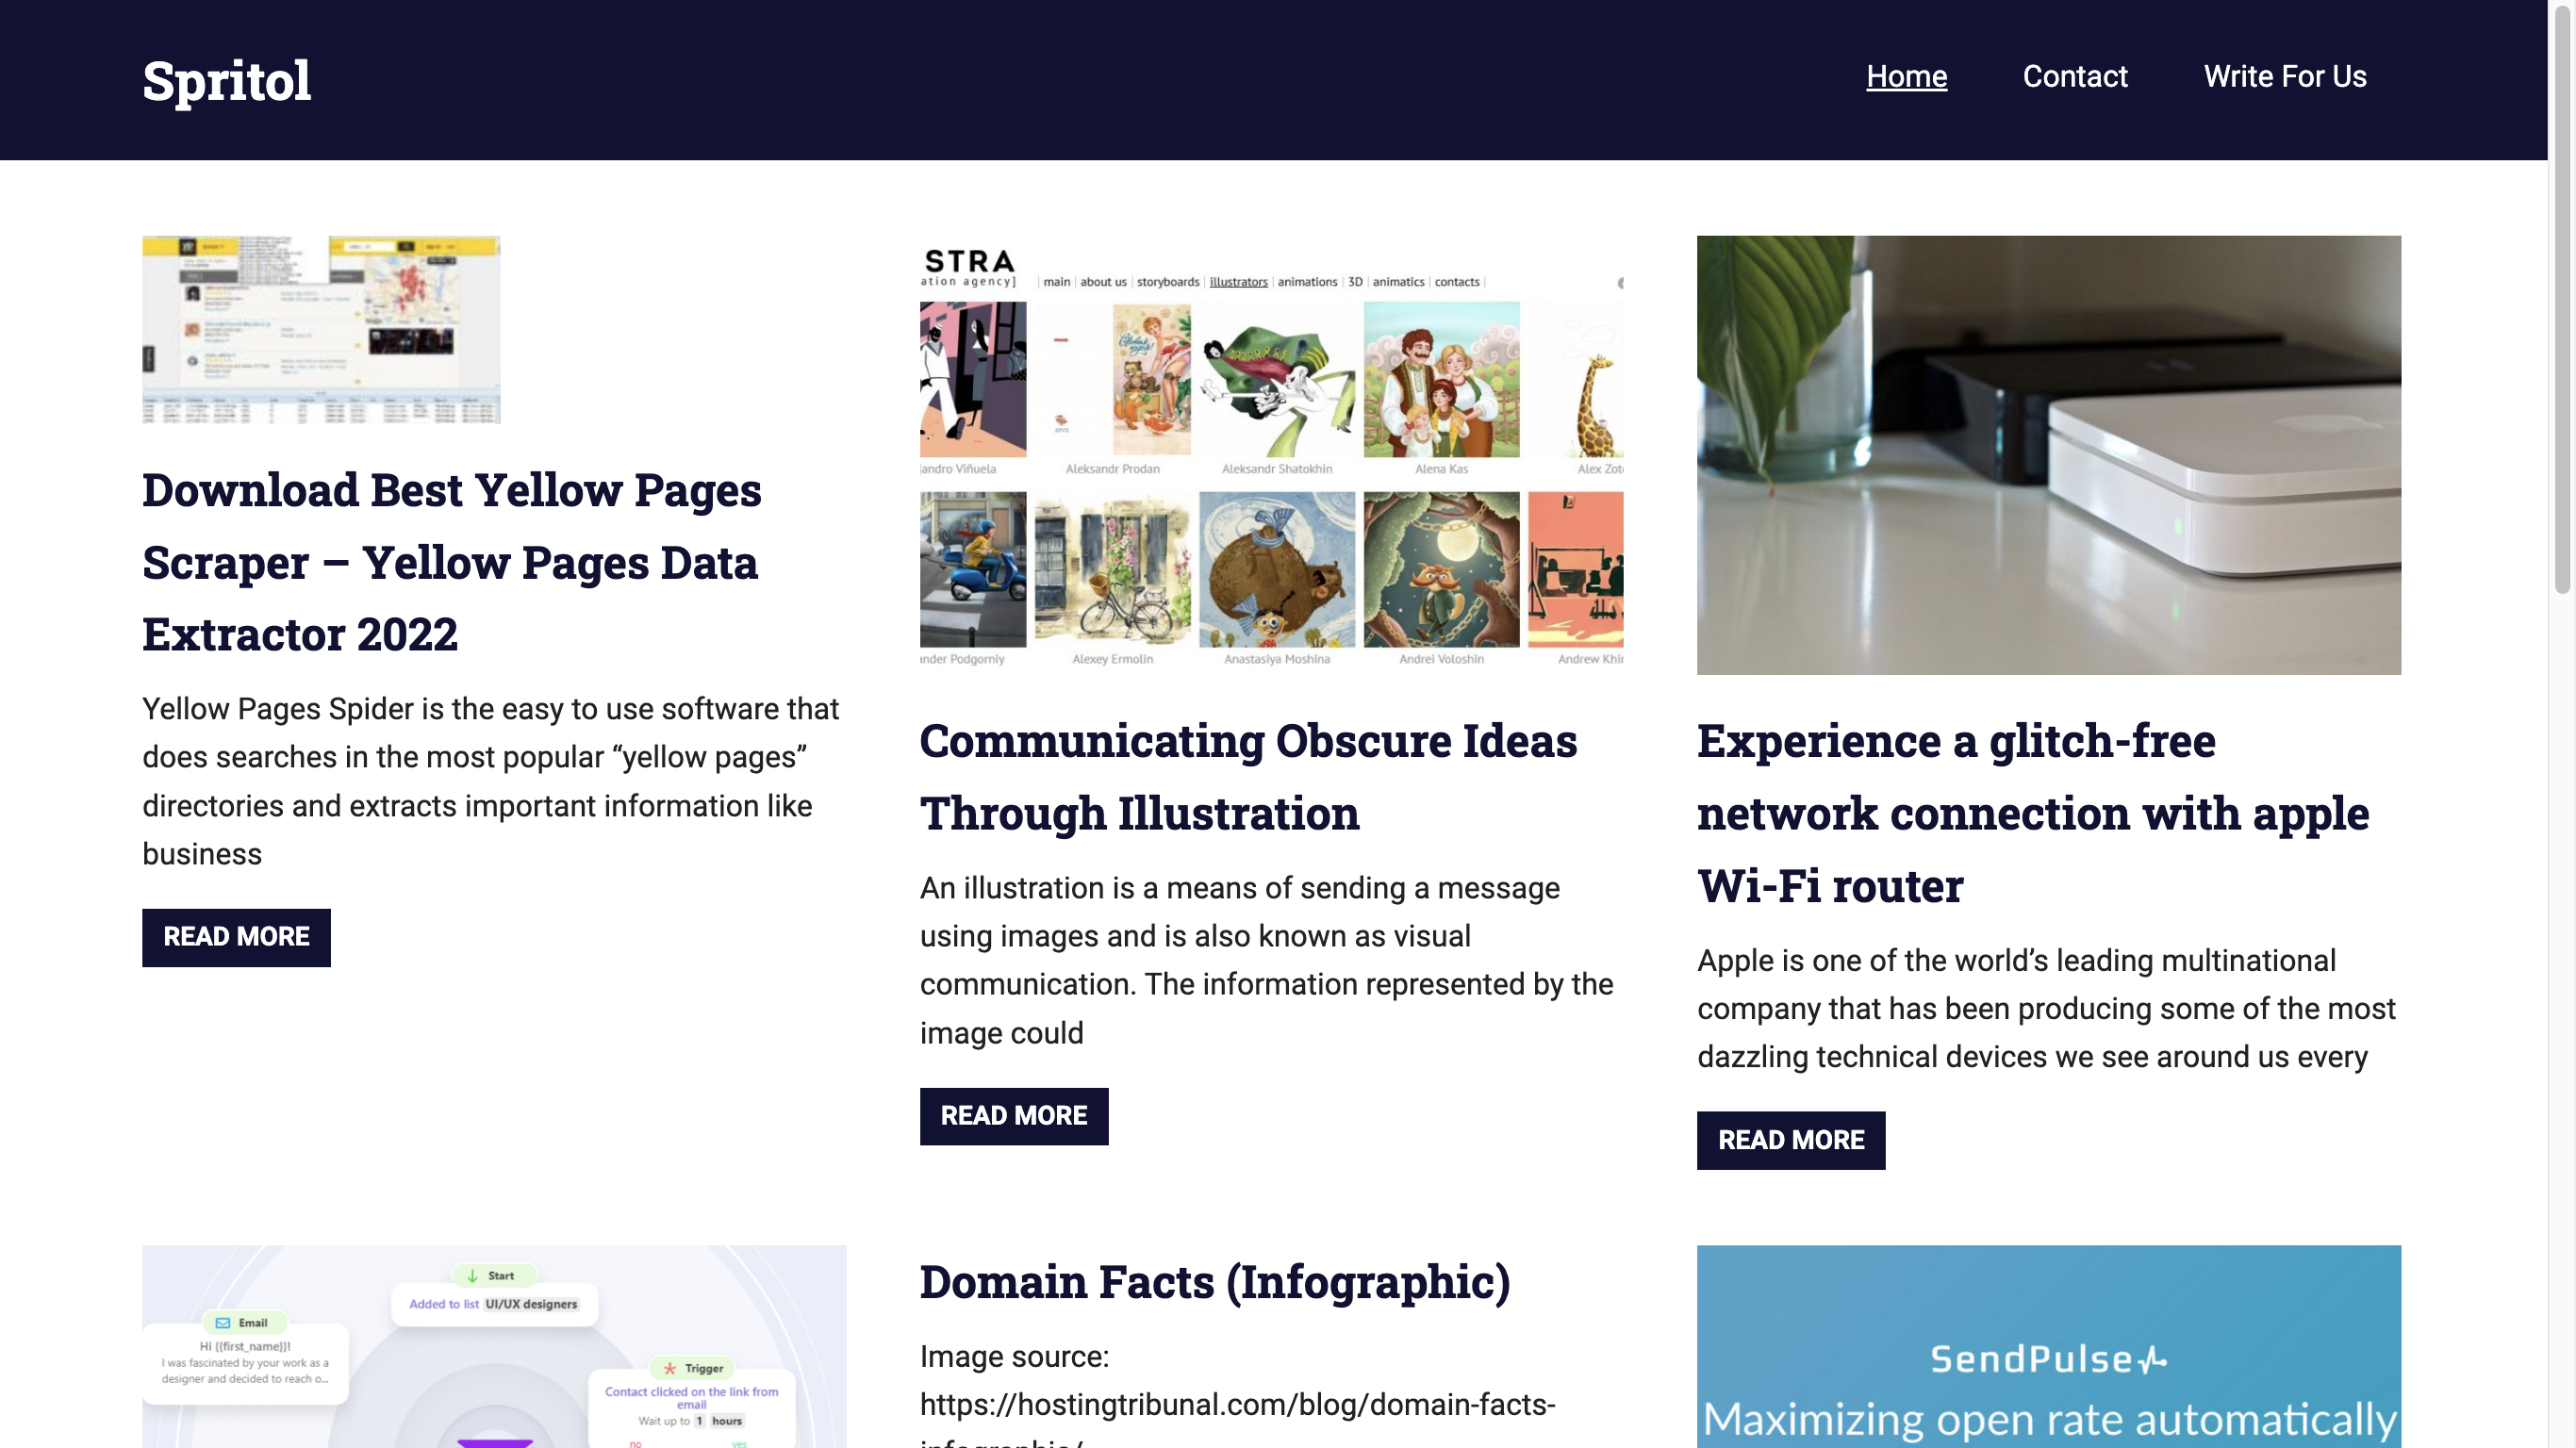 Spritol
Home
Contact
Write For Us
Download Best Yellow Pages
Scraper – Yellow Pages Data
Extractor 2022
Yellow Pages Spider is the easy to use software that
does searches in the most popular “yellow pages”
directories and extracts important information like
business
READ MORE
STRA
ation agency]
main | about us | storyboards | illustrators | animations | 3D | animatics | contacts |
andro Viñuela
Aleksandr Prodan
Aleksandr Shatokhin
Alena Kas
Alex Zot
nder Podgorniy
Alexey Ermolin
Anastasiya Moshina
Andrei Voloshin
Andrew Khir
Communicating Obscure Ideas
Through Illustration
An illustration is a means of sending a message
using images and is also known as visual
communication. The information represented by the
image could
READ MORE
Experience a glitch-free
network connection with apple
Wi-Fi router
Apple is one of the world’s leading multinational
company that has been producing some of the most
dazzling technical devices we see around us every
READ MORE
Start
Added to list UI/UX designers
Email
Hi {{first_name}}!
I was fascinated by your work as a
designer and decided to reach o...
Trigger
Contact clicked on the link from
email
Wait up to 1 hours
no
yes
Domain Facts (Infographic)
Image source:
https://hostingtribunal.com/blog/domain-facts-
infographic/
SendPulse
Maximizing open rate automatically